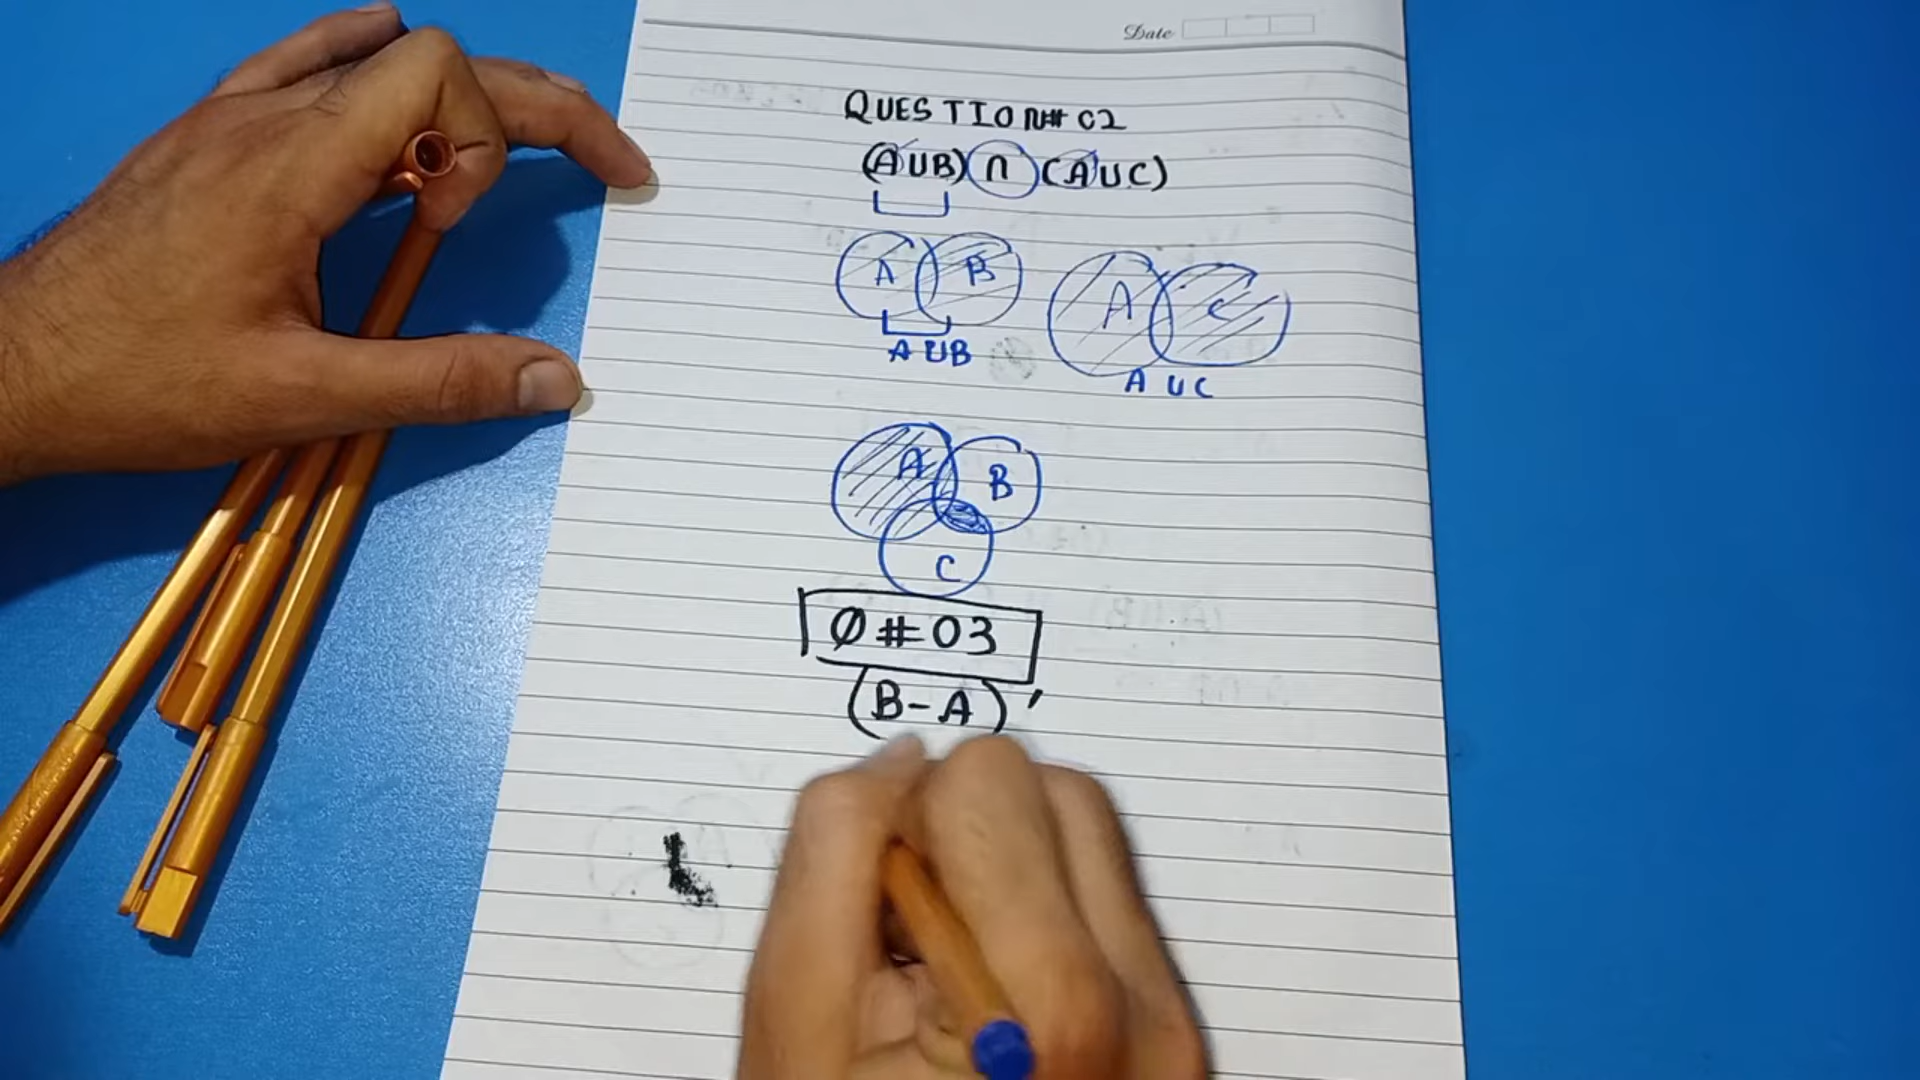 Date
QUESTION# 02
(AUB) ∩ (AUC)
A B
A C
AUB
AUC
A B
C
Q#03
(B-A)'